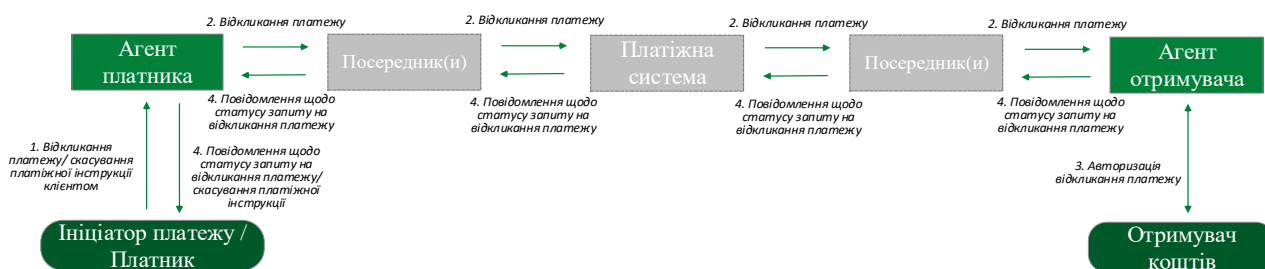 2. Відкликання платежу
2. Відкликання платежу
2. Відкликання платежу
2. Відкликання платежу
Агент
платника
Посередник(и)
Платіжна
система
Посередник(и)
Агент
отримувача
4. Повідомлення щодо
статусу запиту на
відкликання платежу
4. Повідомлення щодо
статусу запиту на
відкликання платежу
4. Повідомлення щодо
статусу запиту на
відкликання платежу
4. Повідомлення щодо
статусу запиту на
відкликання платежу
1. Відкликання
платежу/ скасування
платіжної інструкції
клієнтом
4. Повідомлення щодо
статусу запиту на
відкликання платежу/
скасування платіжної
інструкції
3. Авторизація
відкликання платежу
Ініціатор платежу /
Платник
Отримувач
коштів